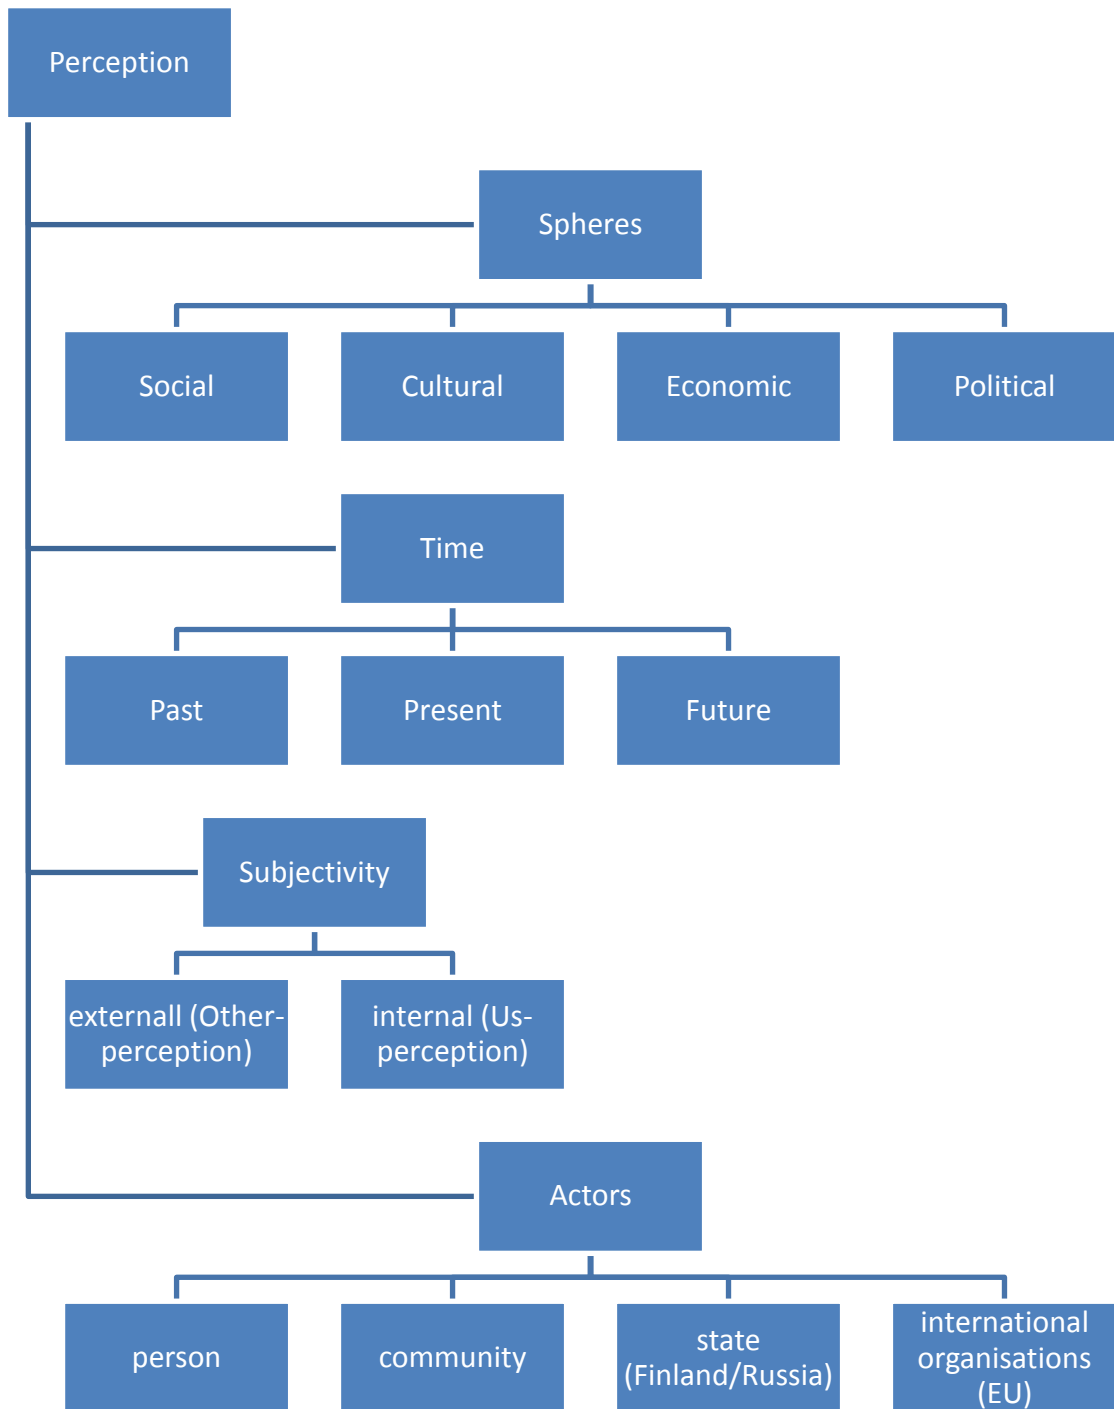 Perception
Spheres
Social
Cultural
Economic
Political
Time
Past
Present
Future
Subjectivity
externall (Other-
perception)
internal (Us-
perception)
Actors
person
community
state
(Finland/Russia)
international
organisations
(EU)